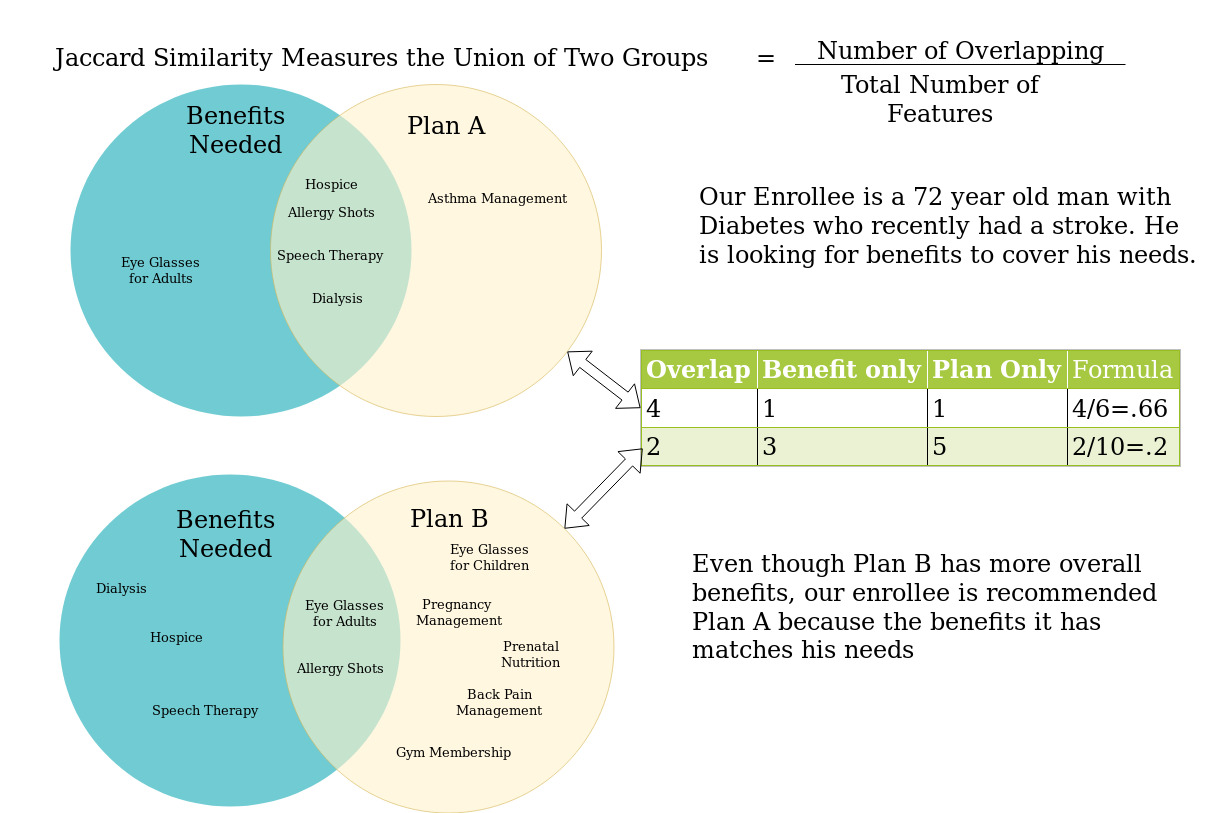 Jaccard Similarity Measures the Union of Two Groups = Number of Overlapping
Total Number of
Features
Benefits
Needed
Plan A
Hospice
Allergy Shots
Asthma Management
Speech Therapy
Eye Glasses
for Adults
Dialysis
Our Enrollee is a 72 year old man with
Diabetes who recently had a stroke. He
is looking for benefits to cover his needs.
Overlap Benefit only Plan Only Formula
4 1 1 4/6=.66
2 3 5 2/10=.2
Benefits
Needed
Plan B
Dialysis
Hospice
Speech Therapy
Eye Glasses
for Adults
Allergy Shots
Eye Glasses
for Children
Pregnancy
Management
Prenatal
Nutrition
Back Pain
Management
Gym Membership
Even though Plan B has more overall
benefits, our enrollee is recommended
Plan A because the benefits it has
matches his needs